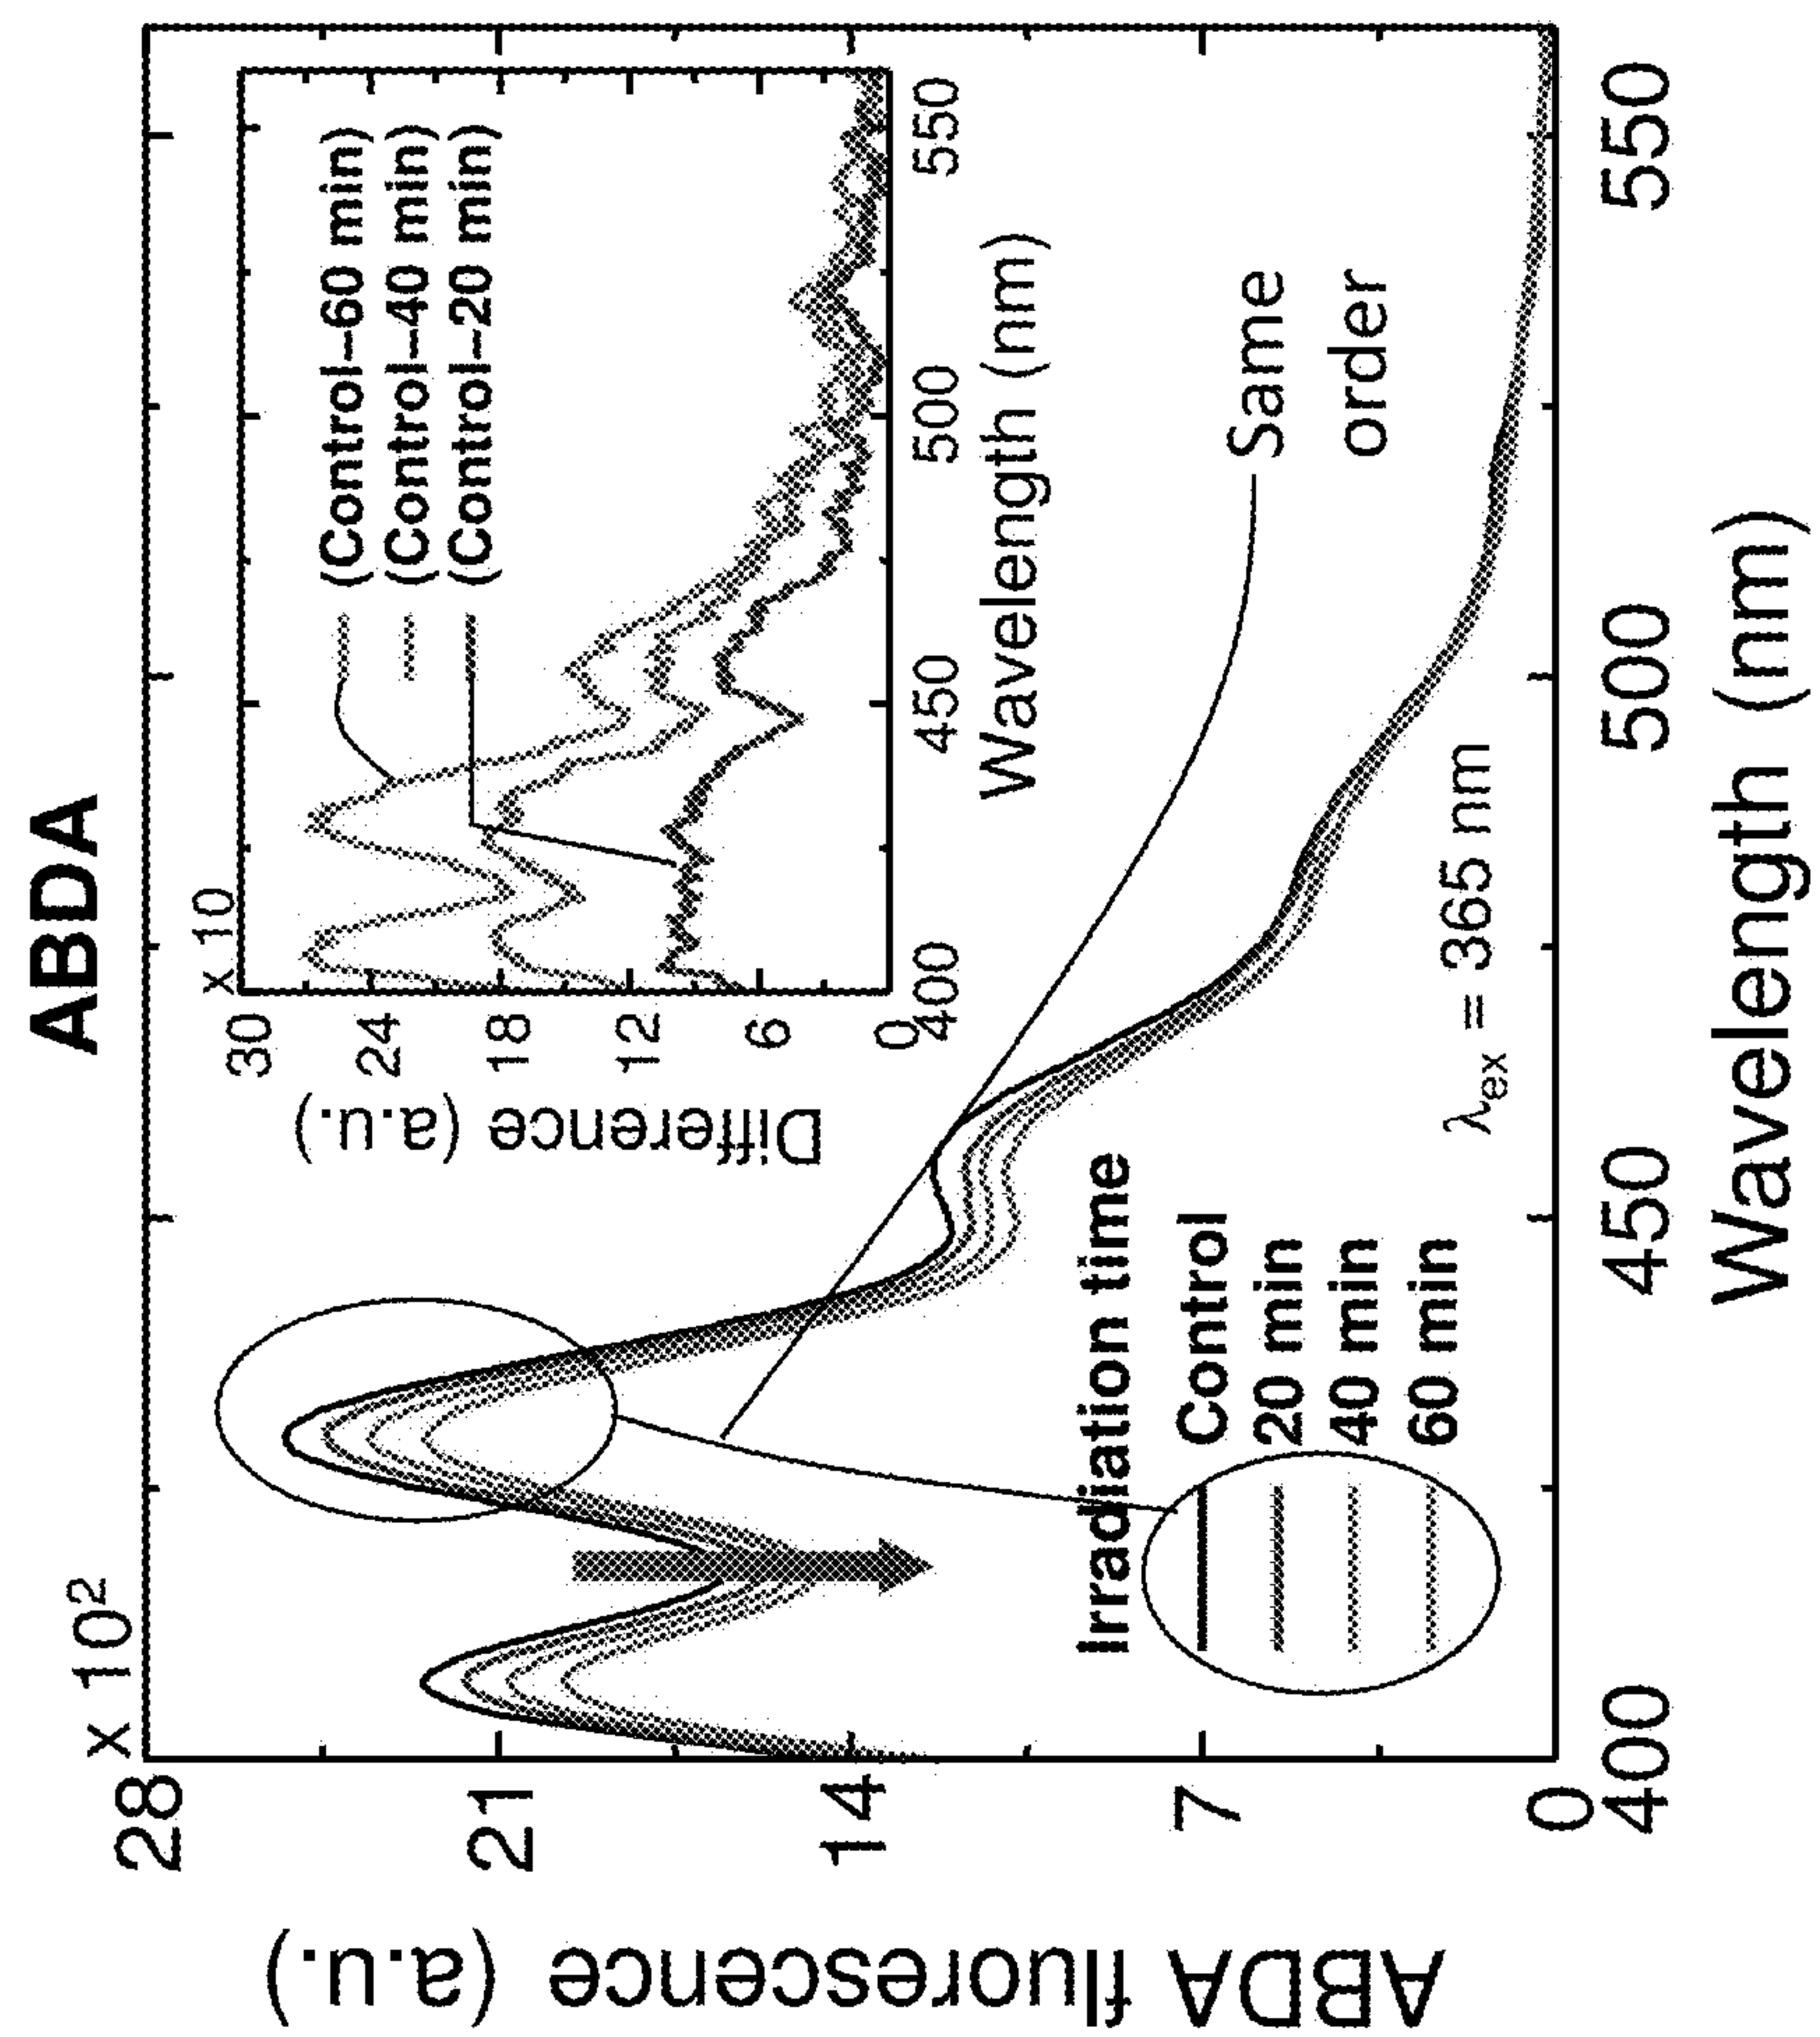 ABDA
x 10²
28
21
14
7
0
ABDA fluorescence (a.u.)
400
450
500
550
Wavelength (nm)
x 10
30
24
18
12
6
0
Difference (a.u.)
400
450
500
550
Wavelength (nm)
(Control–60 min)
(Control–40 min)
(Control–20 min)
Same
order
Irradiation time
Control
20 min
40 min
60 min
λex = 365 nm